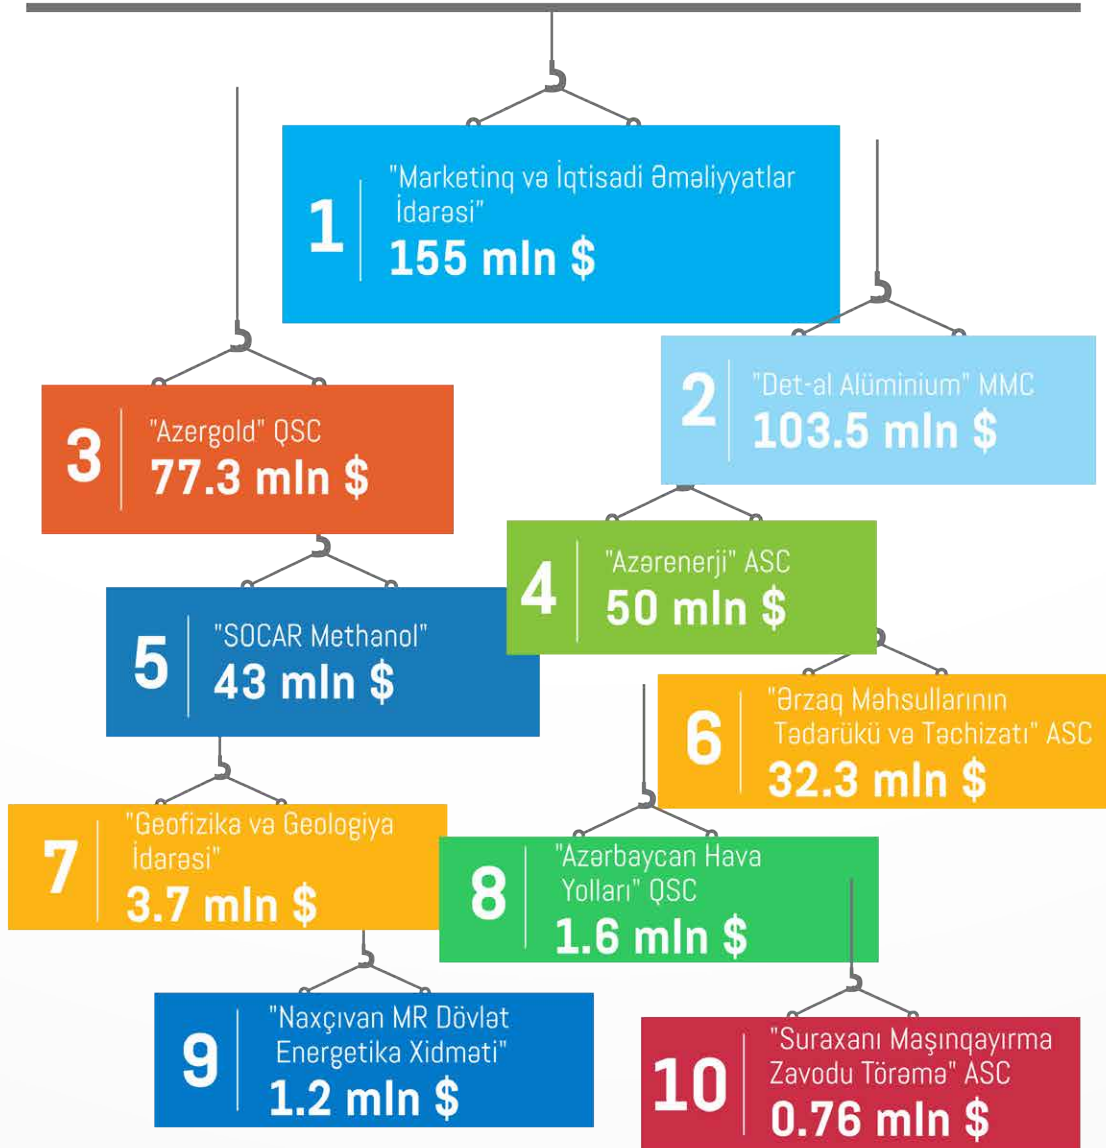 1
"Marketinq və İqtisadi Əməliyyatlar
İdarəsi"
155 mln $
2
"Det-al Alüminium" MMC
103.5 mln $
3
"Azergold" QSC
77.3 mln $
4
"Azərenerji" ASC
50 mln $
5
"SOCAR Methanol"
43 mln $
6
"Ərzaq Məhsullarının
Tədarükü və Təchizatı" ASC
32.3 mln $
7
"Geofizika və Geologiya
İdarəsi"
3.7 mln $
8
"Azərbaycan Hava
Yolları" QSC
1.6 mln $
9
"Naxçıvan MR Dövlət
Energetika Xidməti"
1.2 mln $
10
"Suraxanı Maşınqayırma
Zavodu Törəmə" ASC
0.76 mln $